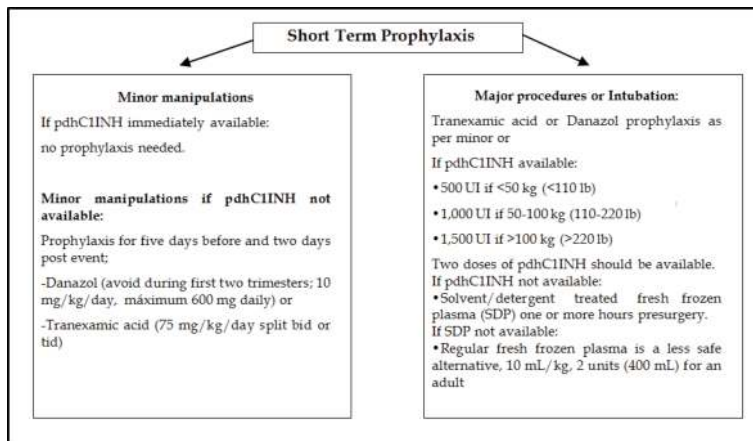 Short Term Prophylaxis
Minor manipulations
If pdhC1INH immediately available:
no prophylaxis needed.
Minor manipulations if pdhC1INH not
available:
Prophylaxis for five days before and two days
post event;
-Danazol (avoid during first two trimesters; 10
mg/kg/day, máximum 600 mg daily) or
-Tranexamic acid (75 mg/kg/day split bid or
tid)
Major procedures or Intubation:
Tranexamic acid or Danazol prophylaxis as
per minor or
If pdhC1INH available:
•500 UI if <50 kg (<110 lb)
•1,000 UI if 50-100 kg (110-220 lb)
•1,500 UI if >100 kg (>220 lb)
Two doses of pdhC1INH should be available.
If pdhC1INH not available:
•Solvent/detergent treated fresh frozen
plasma (SDP) one or more hours presurgery.
If SDP not available:
•Regular fresh frozen plasma is a less safe
alternative, 10 mL/kg, 2 units (400 mL) for an
adult